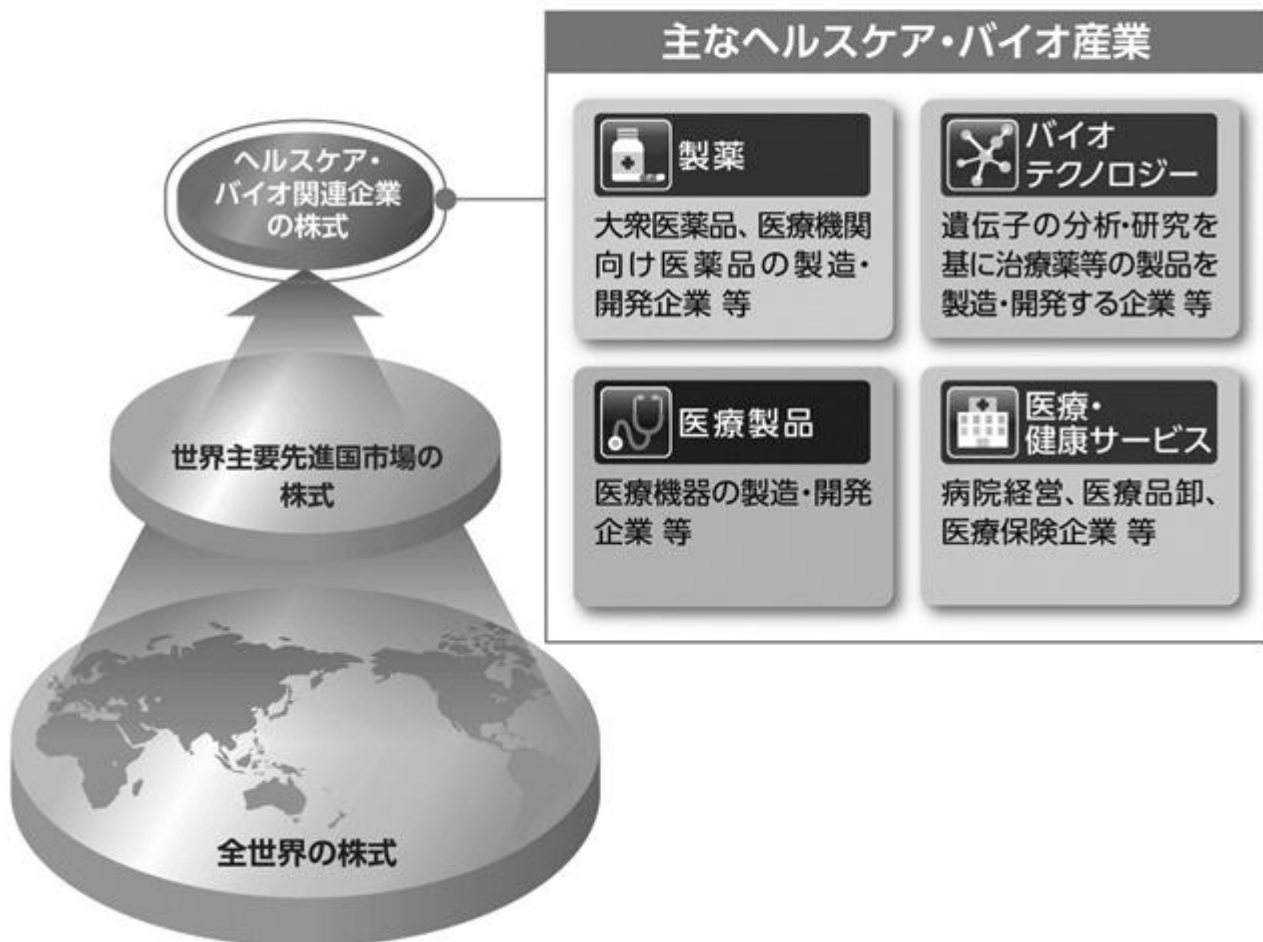 主なヘルスケア・バイオ産業
ヘルスケア・
バイオ関連企業
の株式
世界主要先進国市場の
株式
全世界の株式
製薬
大衆医薬品、医療機関
向け医薬品の製造・
開発企業 等
バイオ
テクノロジー
遺伝子の分析・研究を
基に治療薬等の製品を
製造・開発する企業 等
医療製品
医療機器の製造・開発
企業 等
医療・
健康サービス
病院経営、医療品卸、
医療保険企業 等